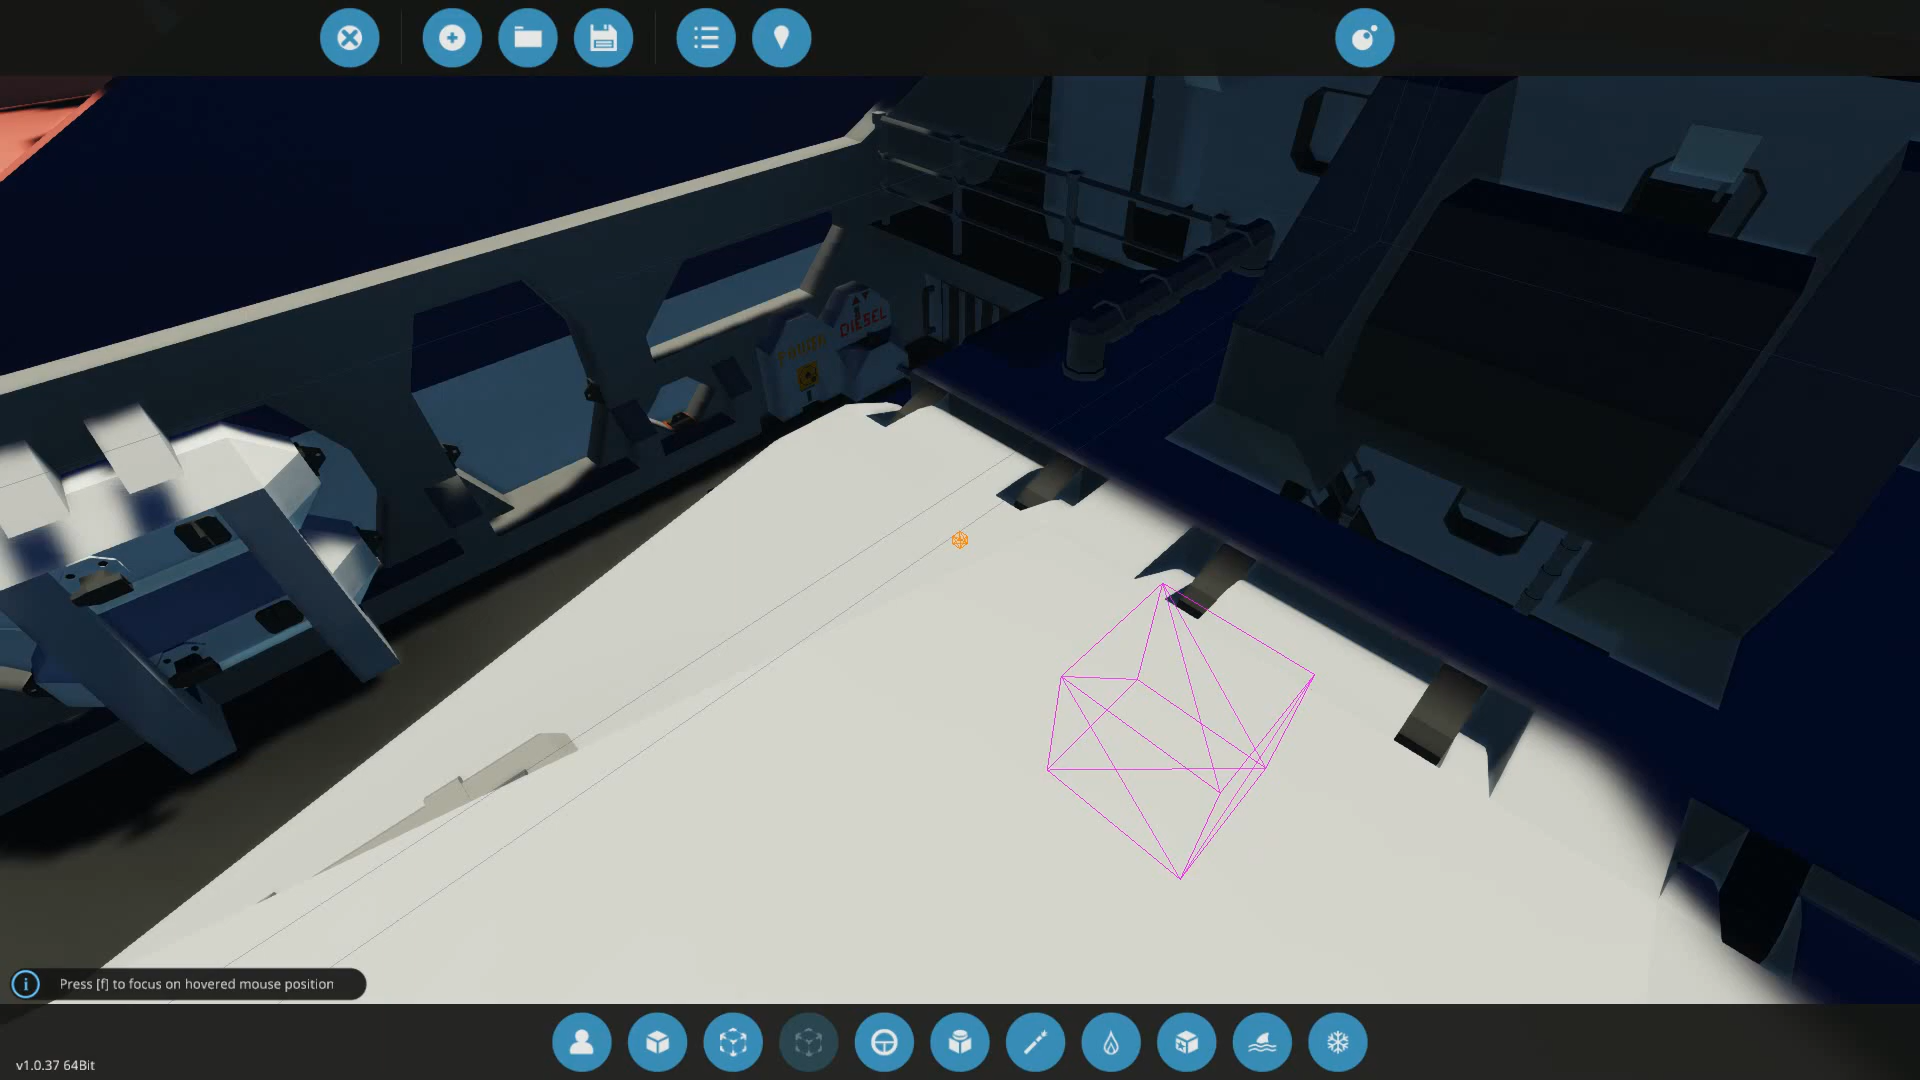 DIESEL
Press [f] to focus on hovered mouse position
v1.0.37 64Bit